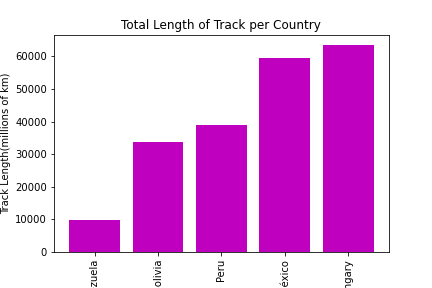 Total Length of Track per Country
Track Length(millions of km)
60000
50000
40000
30000
20000
10000
0
zuela
olivia
Peru
éxico
ngary